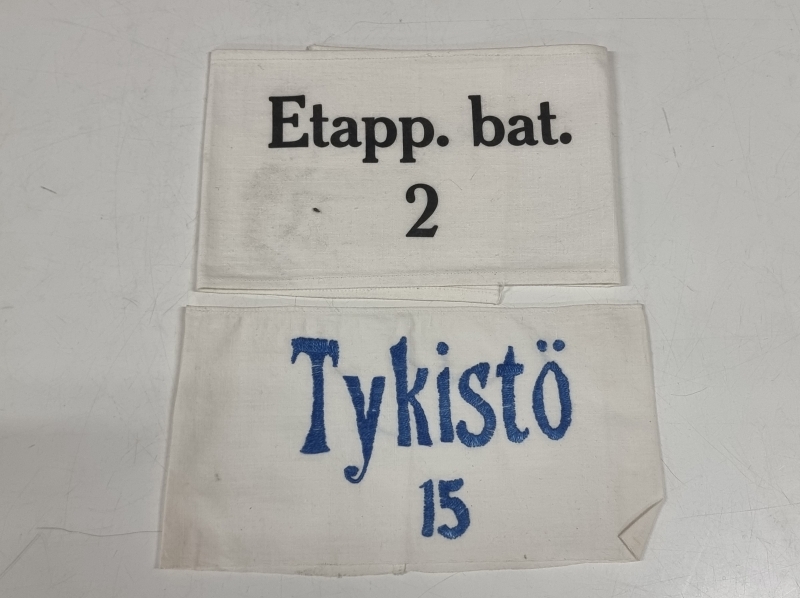 Etapp. bat.
2
Tykistö
15